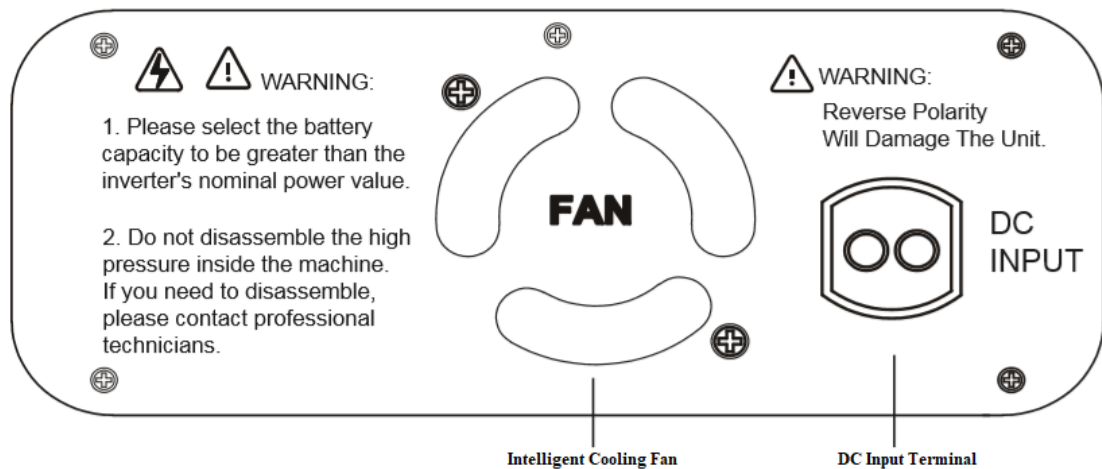 WARNING:
1. Please select the battery
capacity to be greater than the
inverter's nominal power value.
2. Do not disassemble the high
pressure inside the machine.
If you need to disassemble,
please contact professional
technicians.
FAN
WARNING:
Reverse Polarity
Will Damage The Unit.
DC
INPUT
Intelligent Cooling Fan
DC Input Terminal